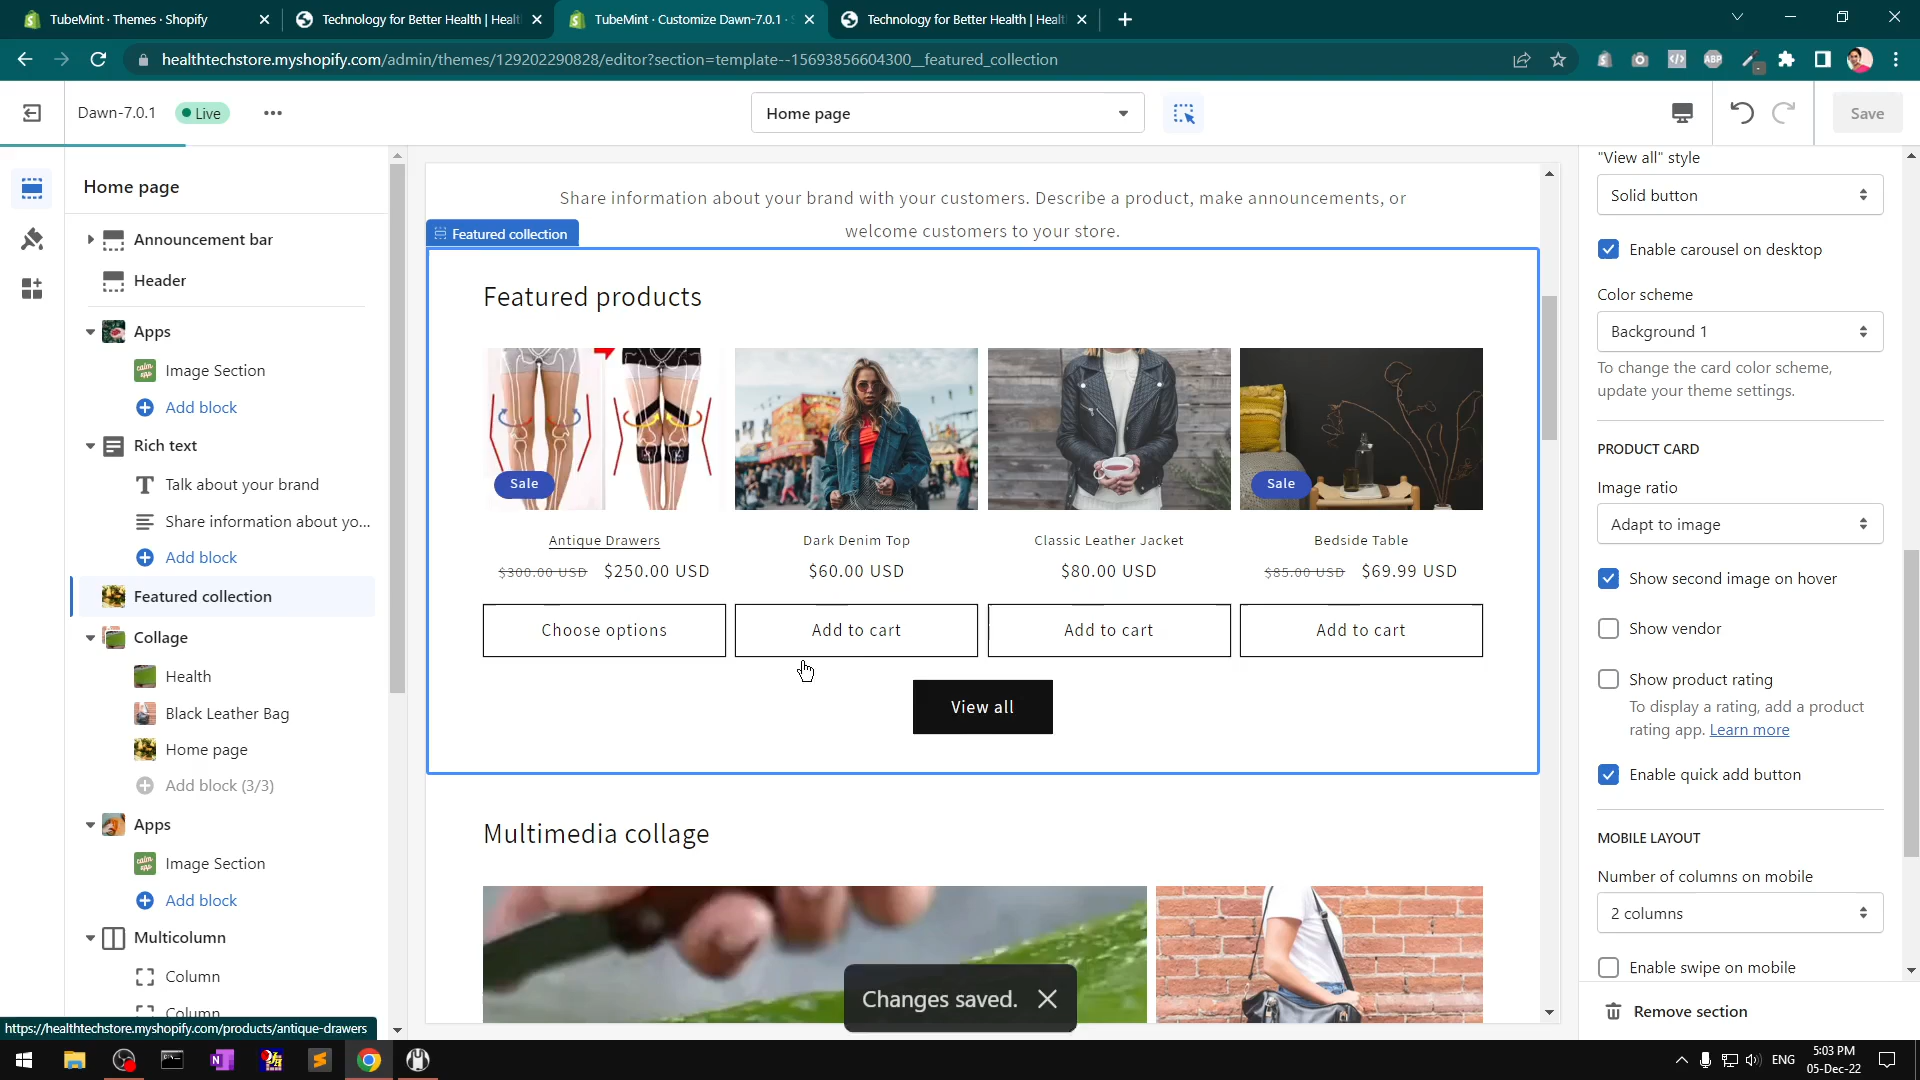 TubeMint · Themes · Shopify
Technology for Better Health | Healt
TubeMint · Customize Dawn-7.0.1 ·
Technology for Better Health | Healt
healthtechstore.myshopify.com/admin/themes/129202290828/editor?section=template--15693856604300__featured_collection
Dawn-7.0.1
Live
Home page
Save
Home page
Announcement bar
Header
Apps
Image Section
Add block
Rich text
Talk about your brand
Share information about yo...
Add block
Featured collection
Collage
Health
Black Leather Bag
Home page
Add block (3/3)
Apps
Image Section
Add block
Multicolumn
Column
Column
https://healthtechstore.myshopify.com/products/antique-drawers
Share information about your brand with your customers. Describe a product, make announcements, or
welcome customers to your store.
Featured collection
Featured products
Sale
Sale
Antique Drawers
Dark Denim Top
Classic Leather Jacket
Bedside Table
$300.00 USD $250.00 USD
$60.00 USD
$80.00 USD
$85.00 USD $69.99 USD
Choose options
Add to cart
Add to cart
Add to cart
View all
Multimedia collage
Changes saved.
"View all" style
Solid button
Enable carousel on desktop
Color scheme
Background 1
To change the card color scheme,
update your theme settings.
PRODUCT CARD
Image ratio
Adapt to image
Show second image on hover
Show vendor
Show product rating
To display a rating, add a product
rating app. Learn more
Enable quick add button
MOBILE LAYOUT
Number of columns on mobile
2 columns
Enable swipe on mobile
Remove section
ENG
5:03 PM
05-Dec-22